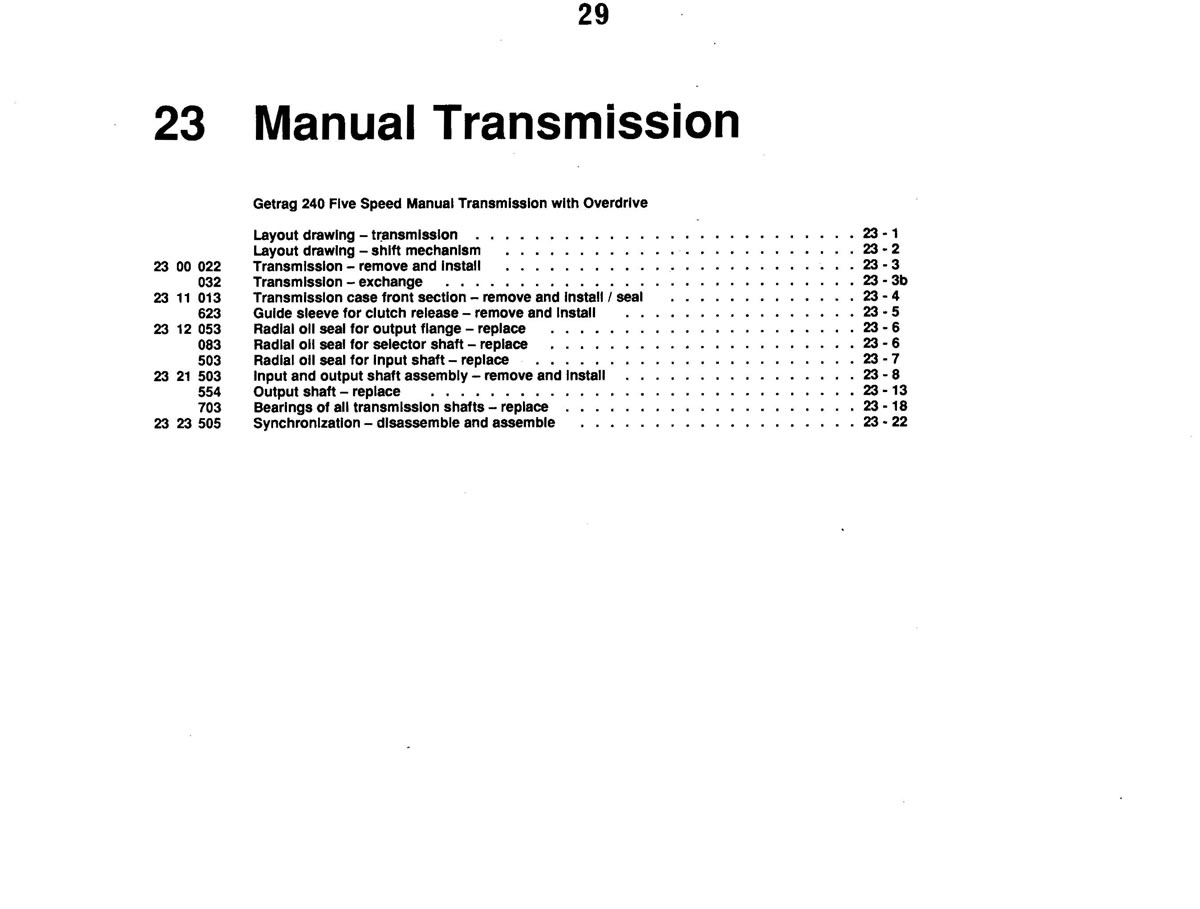 29
23 Manual Transmission
Getrag 240 Five Speed Manual Transmission with Overdrive
Layout drawing – transmission . . . . . . . . . . . . . . . . . . . . . . . . . . 23 - 1
Layout drawing – shift mechanism . . . . . . . . . . . . . . . . . . . . . . . . 23 - 2
23 00 022 Transmission – remove and install . . . . . . . . . . . . . . . . . . . . . . . . 23 - 3
032 Transmission – exchange . . . . . . . . . . . . . . . . . . . . . . . . . . . . 23 - 3b
23 11 013 Transmission case front section – remove and install / seal . . . . . . . . . . . . . 23 - 4
623 Guide sleeve for clutch release – remove and install . . . . . . . . . . . . . . . . 23 - 5
23 12 053 Radial oil seal for output flange – replace . . . . . . . . . . . . . . . . . . . . . 23 - 6
083 Radial oil seal for selector shaft – replace . . . . . . . . . . . . . . . . . . . . . 23 - 6
503 Radial oil seal for input shaft – replace . . . . . . . . . . . . . . . . . . . . . . 23 - 7
23 21 503 Input and output shaft assembly – remove and install . . . . . . . . . . . . . . . . 23 - 8
554 Output shaft – replace . . . . . . . . . . . . . . . . . . . . . . . . . . . . . 23 - 13
703 Bearings of all transmission shafts – replace . . . . . . . . . . . . . . . . . . . . 23 - 18
23 23 505 Synchronization – disassemble and assemble . . . . . . . . . . . . . . . . . . . 23 - 22